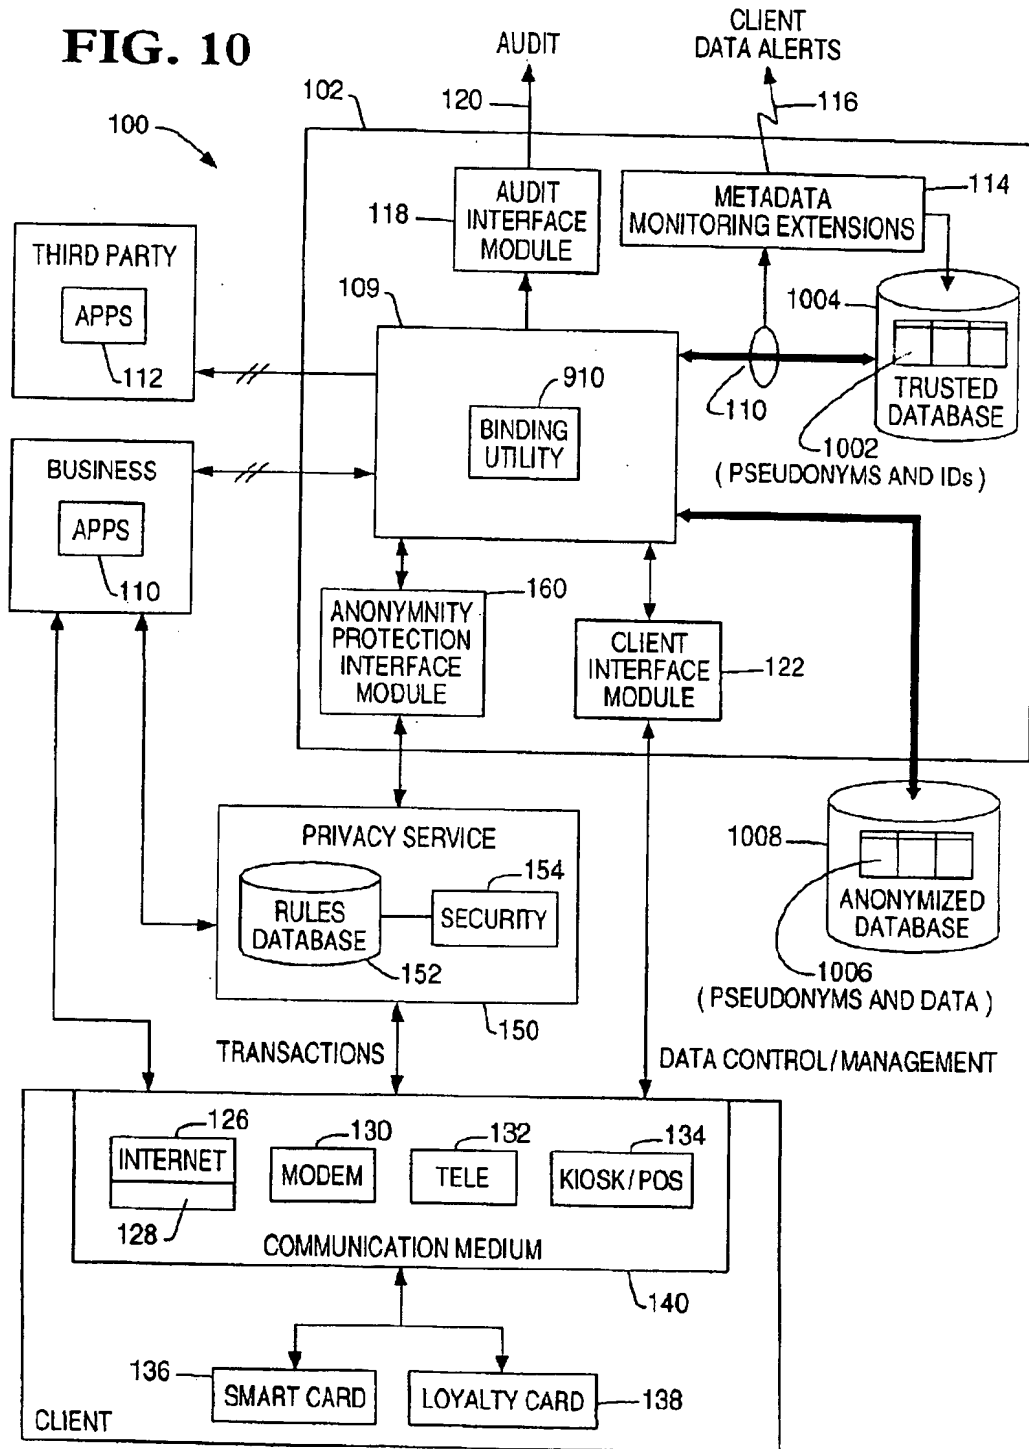 FIG. 10
AUDIT
CLIENT
DATA ALERTS
120
116
102
100
118
AUDIT
INTERFACE
MODULE
METADATA
MONITORING EXTENSIONS
114
THIRD PARTY
APPS
112
109
910
BINDING
UTILITY
110
1004
TRUSTED
DATABASE
1002
( PSEUDONYMS AND IDs )
BUSINESS
APPS
110
160
ANONYMNITY
PROTECTION
INTERFACE
MODULE
CLIENT
INTERFACE
MODULE
122
PRIVACY SERVICE
RULES
DATABASE
152
154
SECURITY
150
1008
ANONYMIZED
DATABASE
1006
( PSEUDONYMS AND DATA )
TRANSACTIONS
DATA CONTROL/MANAGEMENT
126
INTERNET
128
130
MODEM
132
TELE
134
KIOSK/POS
COMMUNICATION MEDIUM
140
136
SMART CARD
LOYALTY CARD
138
CLIENT